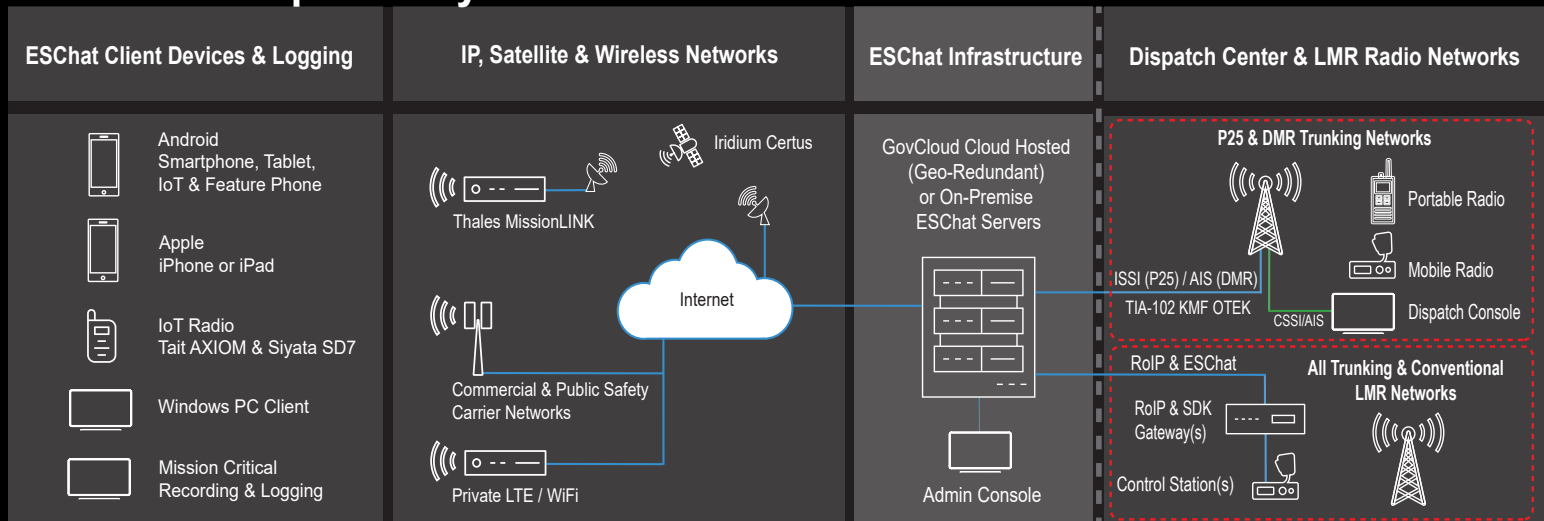 ESChat Client Devices & Logging
IP, Satellite & Wireless Networks
ESChat Infrastructure
Dispatch Center & LMR Radio Networks
Android
Smartphone, Tablet,
IoT & Feature Phone
Apple
iPhone or iPad
IoT Radio
Tait AXIOM & Siyata SD7
Windows PC Client
Mission Critical
Recording & Logging
Iridium Certus
Thales MissionLINK
Internet
Commercial & Public Safety
Carrier Networks
Private LTE / WiFi
GovCloud Cloud Hosted
(Geo-Redundant)
or On-Premise
ESChat Servers
Admin Console
P25 & DMR Trunking Networks
Portable Radio
Mobile Radio
ISSI (P25) / AIS (DMR)
TIA-102 KMF OTEK
CSSI/AIS
Dispatch Console
RoIP & ESChat
All Trunking & Conventional
LMR Networks
RoIP & SDK
Gateway(s)
Control Station(s)